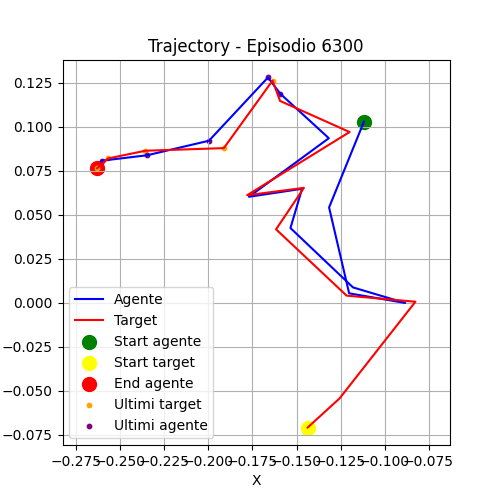 Trajectory - Episodio 6300
0.125
0.100
0.075
0.050
0.025
0.000
−0.025
−0.050
−0.075
Agente
Target
Start agente
Start target
End agente
Ultimi target
Ultimi agente
−0.275 −0.250 −0.225 −0.200 −0.175 −0.150 −0.125 −0.100 −0.075
X